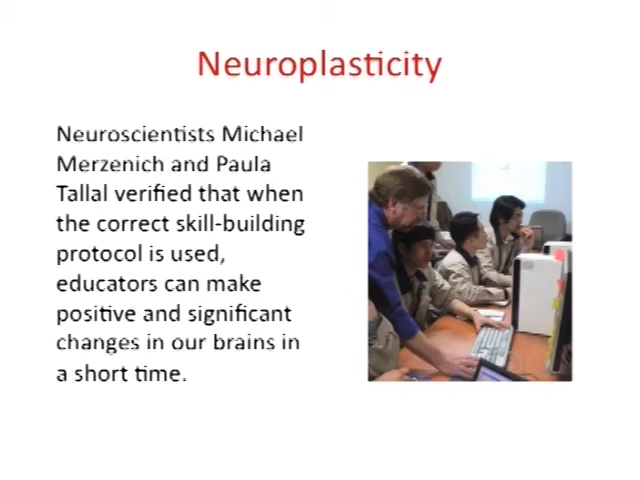 Neuroplasticity
Neuroscientists Michael
Merzenich and Paula
Tallal verified that when
the correct skill-building
protocol is used,
educators can make
positive and significant
changes in our brains in
a short time.